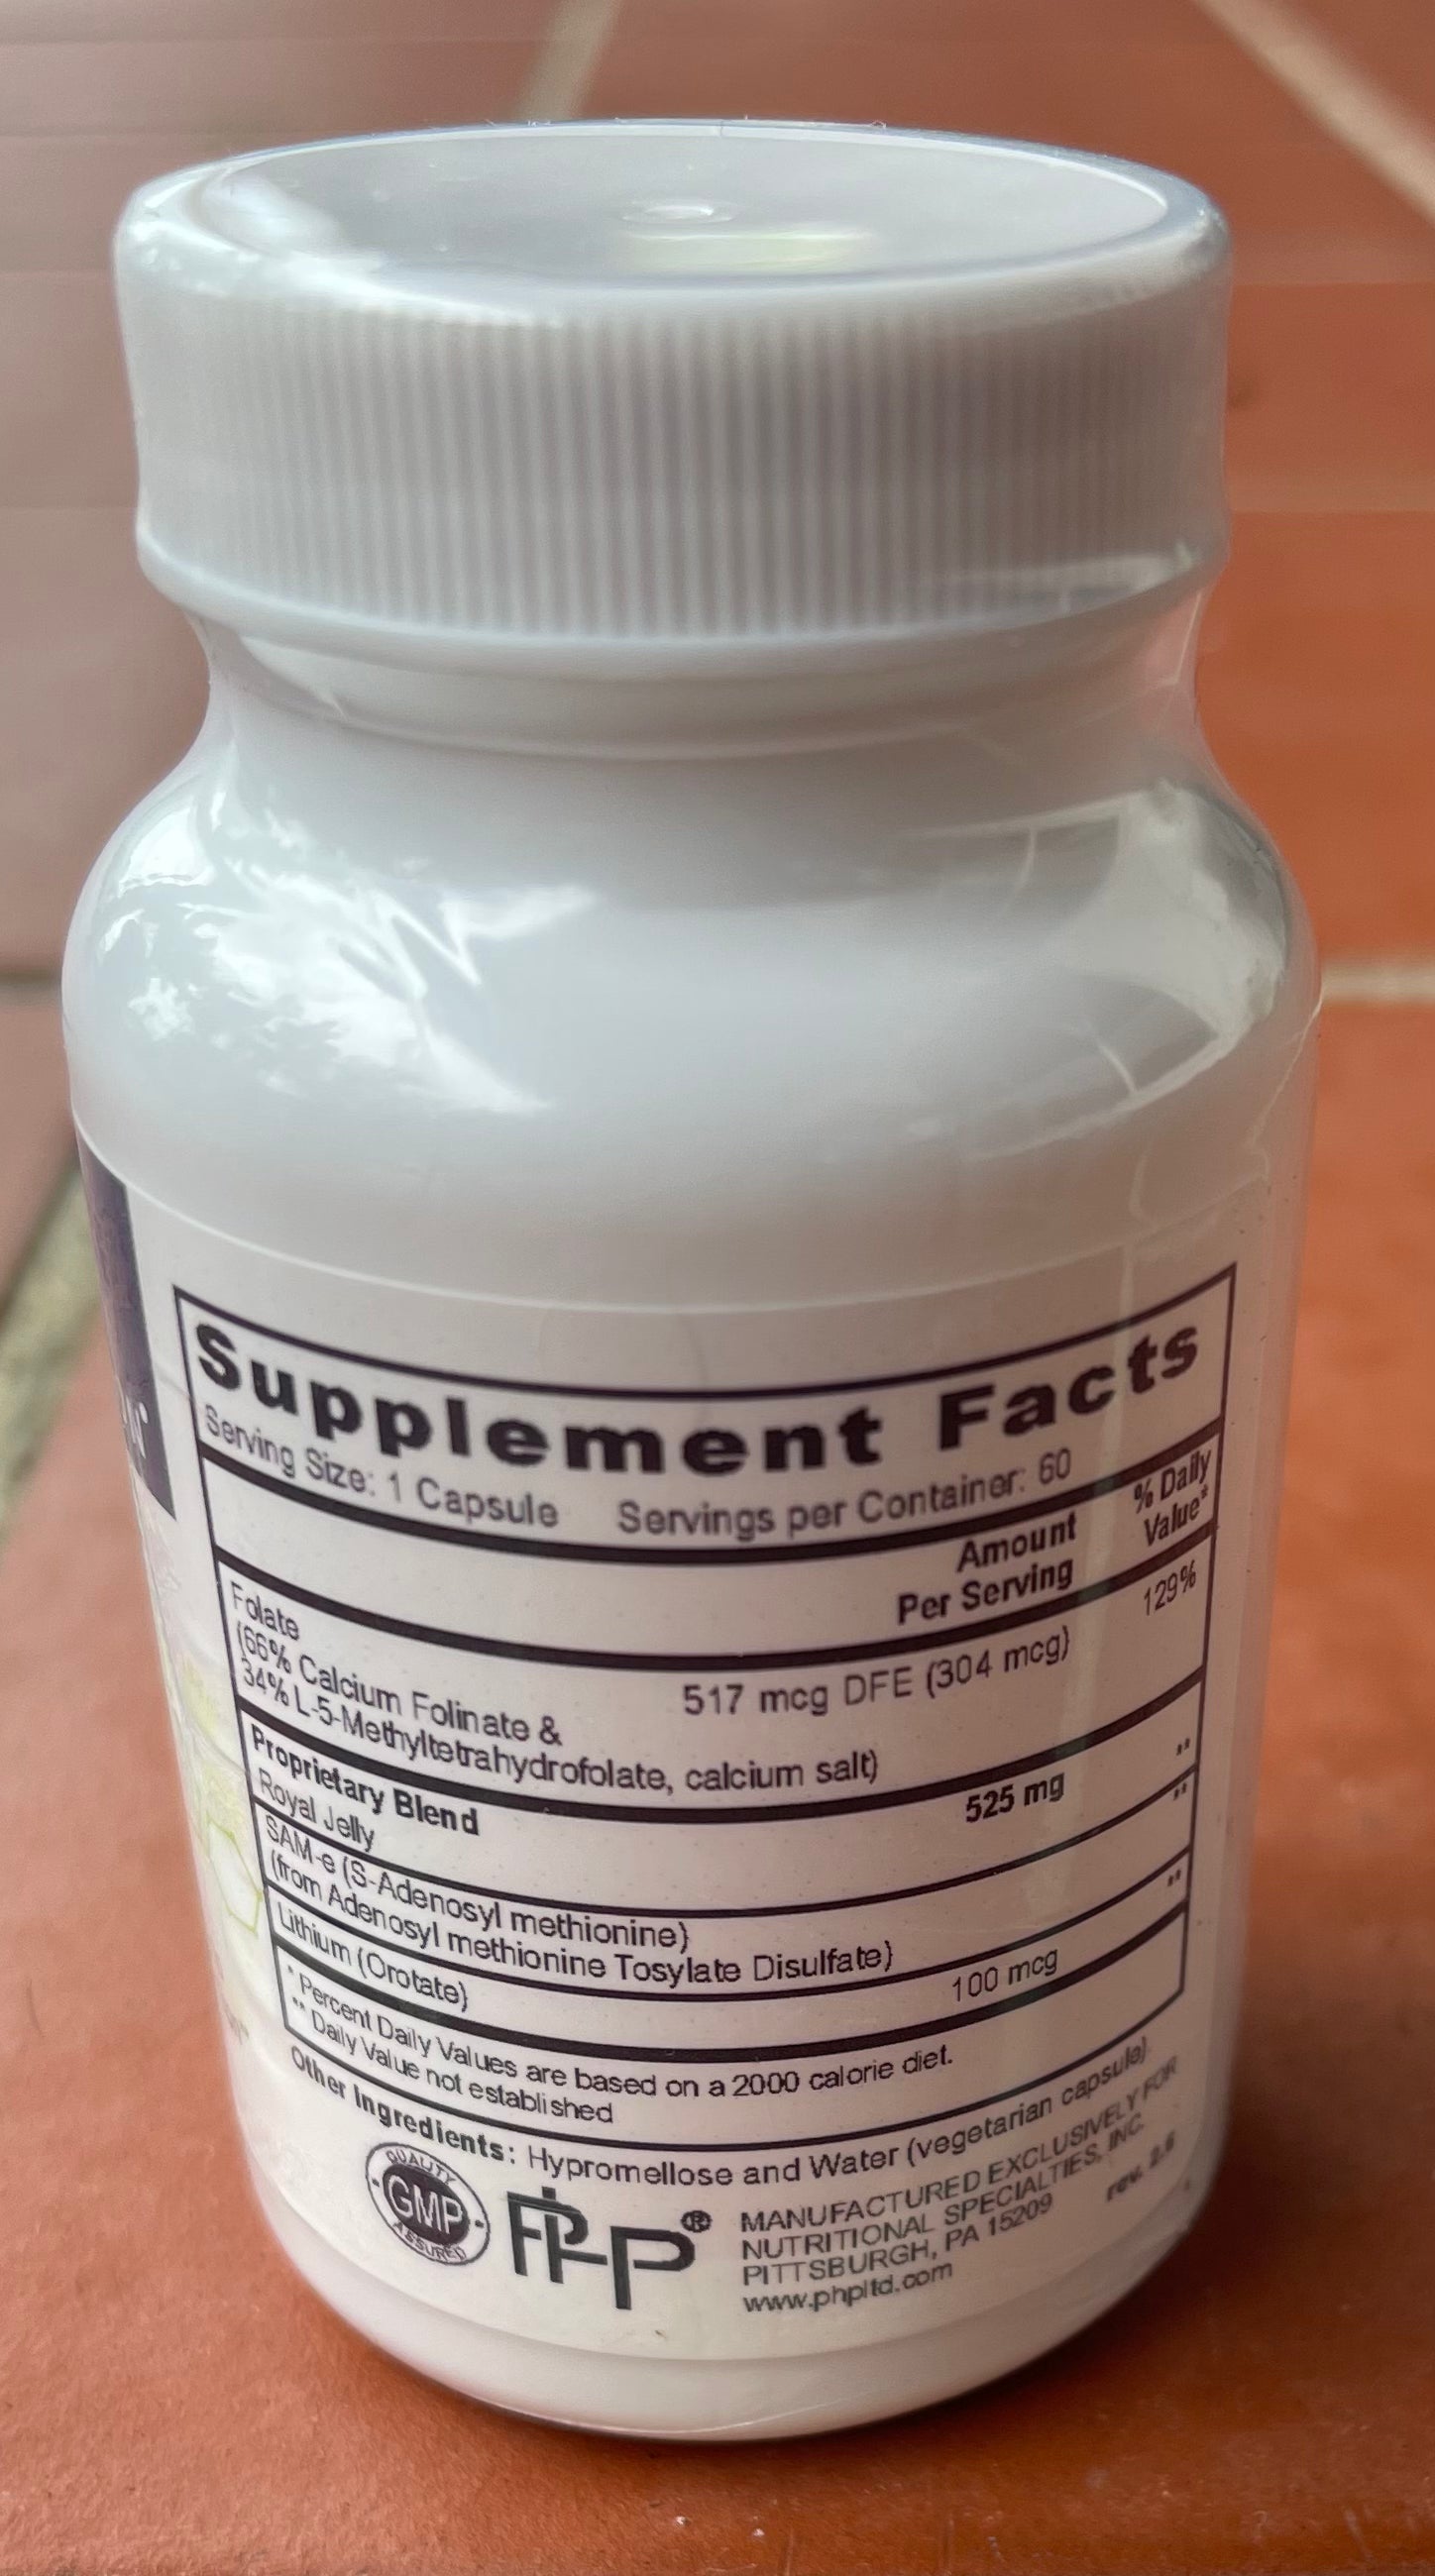 Supplement Facts
Serving Size: 1 Capsule Servings per Container: 60
Amount Per Serving % Daily Value*
Folate 517 mcg DFE (304 mcg) 129%
(66% Calcium Folinate &
34% L-5-Methyltetrahydrofolate, calcium salt)
Proprietary Blend 525 mg **
Royal Jelly **
SAM-e (S-Adenosyl methionine)
(from Adenosyl methionine Tosylate Disulfate)
Lithium (Orotate) 100 mcg **
* Percent Daily Values are based on a 2000 calorie diet.
** Daily Value not established
Other Ingredients: Hypromellose and Water (vegetarian capsule).
QUALITY
GMP
ASSURED
PHP®
MANUFACTURED EXCLUSIVELY FOR
NUTRITIONAL SPECIALTIES, INC.
PITTSBURGH, PA 15209
www.phpltd.com